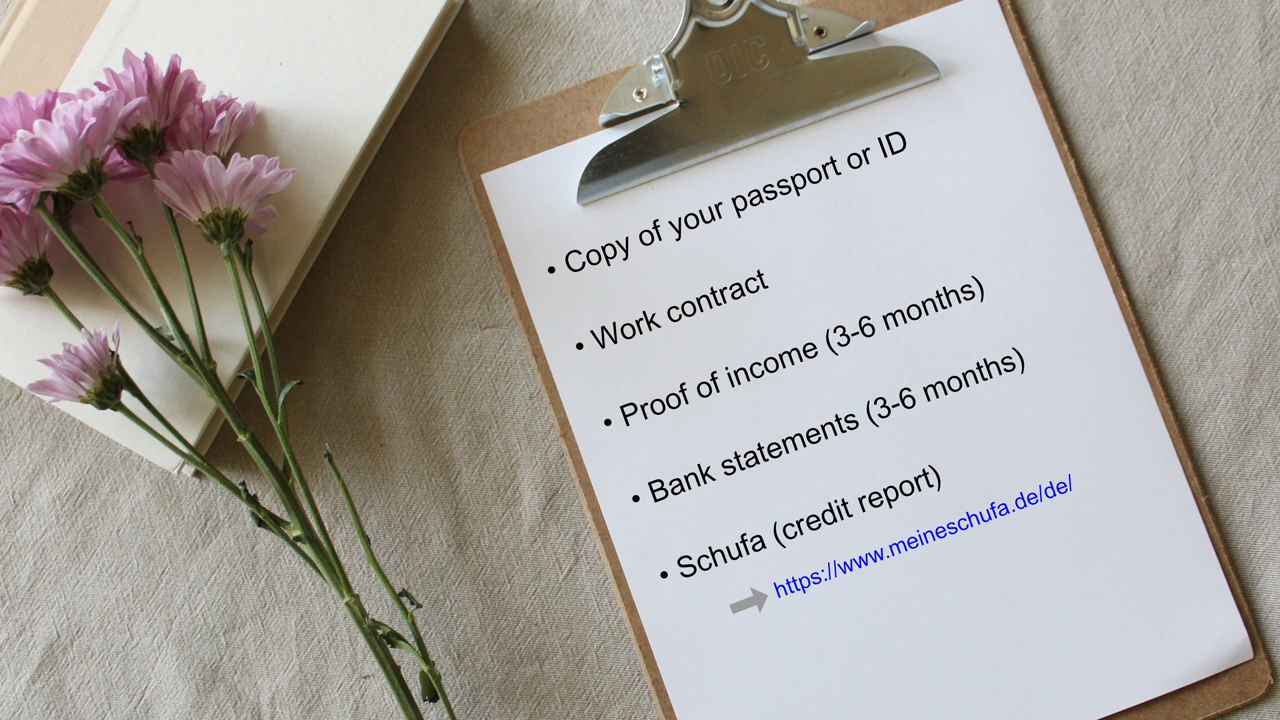 OIC
• Copy of your passport or ID
• Work contract
• Proof of income (3-6 months)
• Bank statements (3-6 months)
• Schufa (credit report)
https://www.meineschufa.de/de/